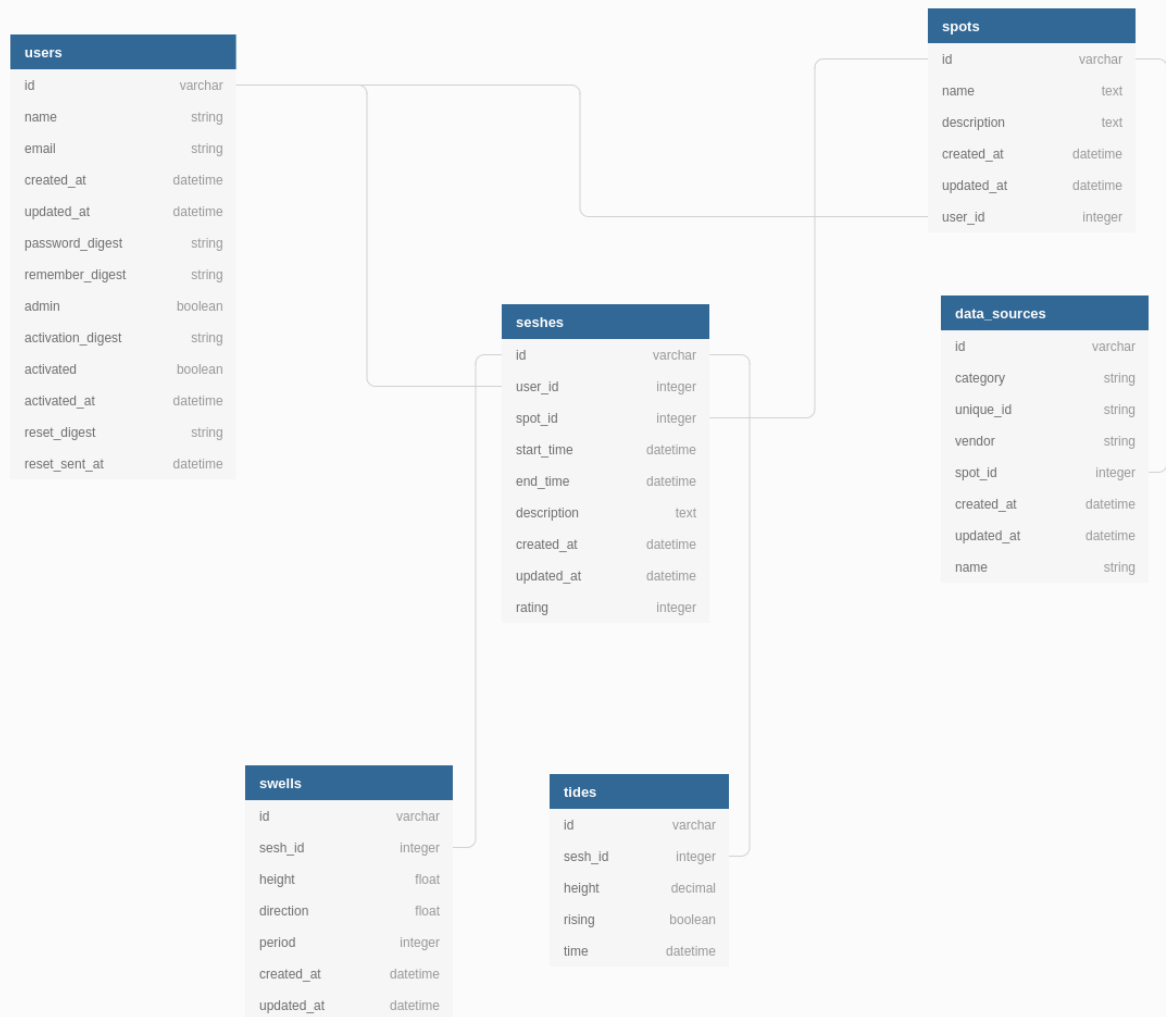 users
id varchar
name string
email string
created_at datetime
updated_at datetime
password_digest string
remember_digest string
admin boolean
activation_digest string
activated boolean
activated_at datetime
reset_digest string
reset_sent_at datetime
spots
id varchar
name text
description text
created_at datetime
updated_at datetime
user_id integer
seshes
id varchar
user_id integer
spot_id integer
start_time datetime
end_time datetime
description text
created_at datetime
updated_at datetime
rating integer
data_sources
id varchar
category string
unique_id string
vendor string
spot_id integer
created_at datetime
updated_at datetime
name string
swells
id varchar
sesh_id integer
height float
direction float
period integer
created_at datetime
updated_at datetime
tides
id varchar
sesh_id integer
height decimal
rising boolean
time datetime